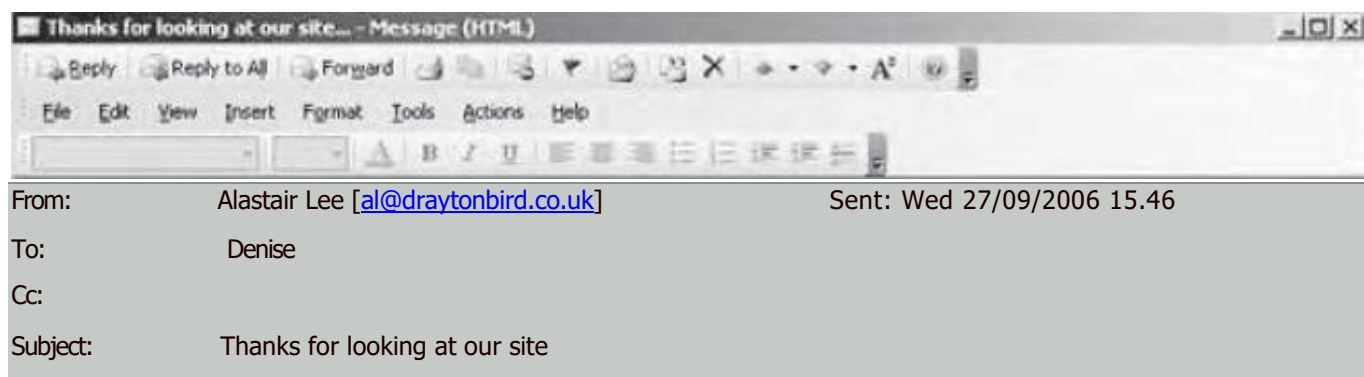 Thanks for looking at our site... - Message (HTML)
Reply Reply to All Forward
File Edit View Insert Format Tools Actions Help
A B I U
From: Alastair Lee [al@draytonbird.co.uk] Sent: Wed 27/09/2006 15.46
To: Denise
Cc:
Subject: Thanks for looking at our site